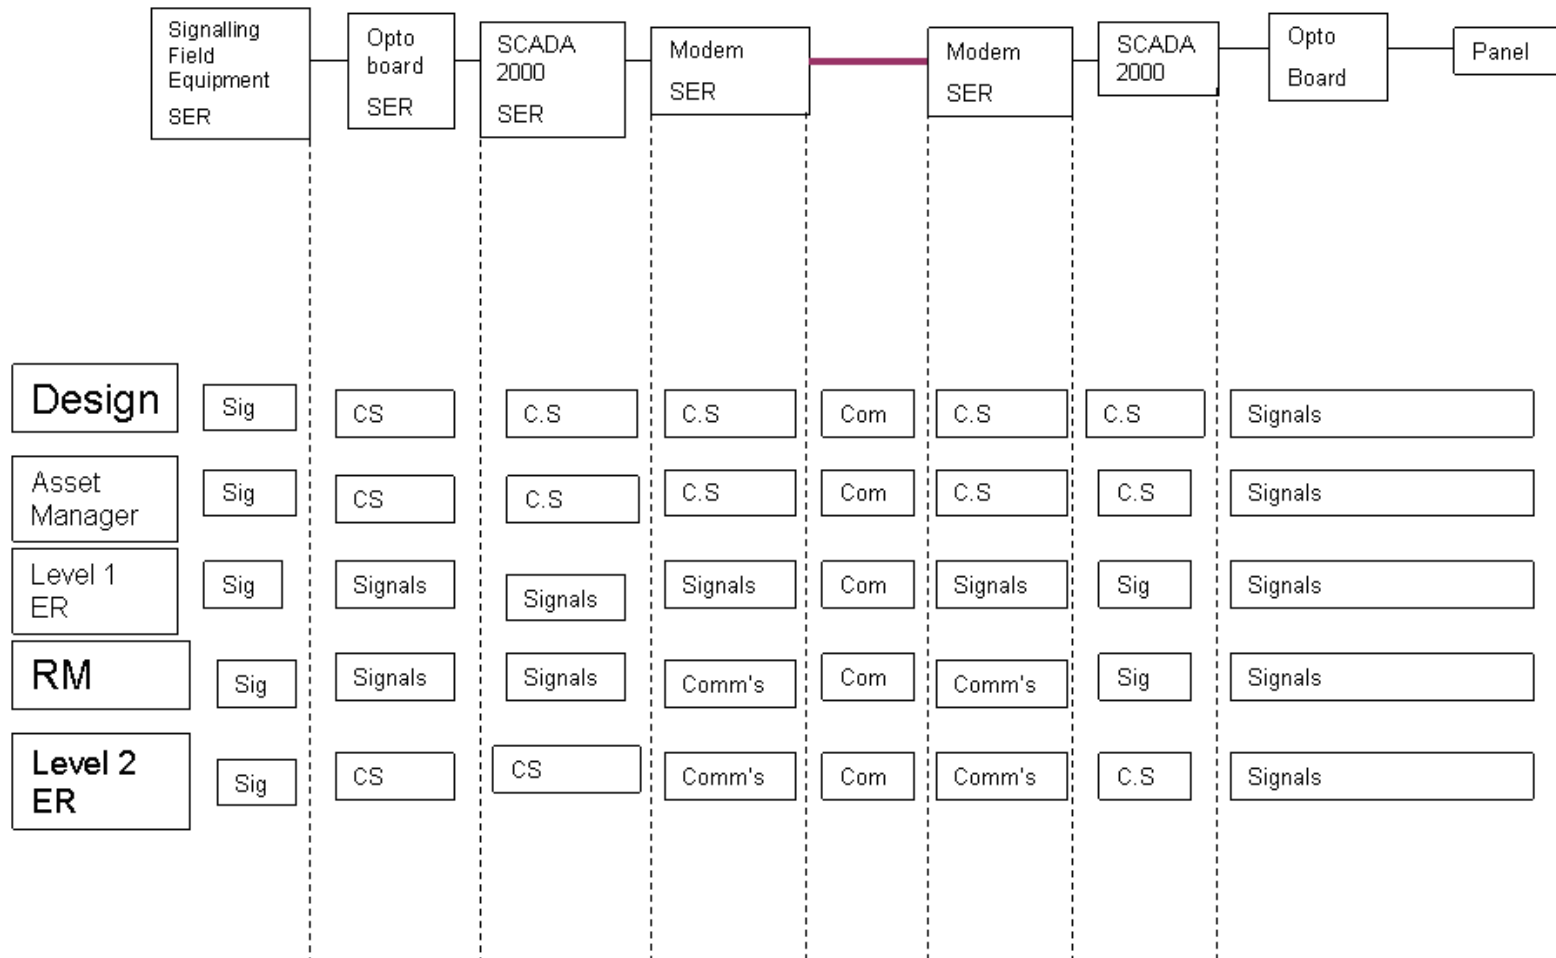 Signalling
Field
Equipment
SER
Opto
board
SER
SCADA
2000
SER
Modem
SER
Modem
SER
SCADA
2000
Opto
Board
Panel
Design
Sig
CS
C.S
C.S
Com
C.S
C.S
Signals
Asset
Manager
Sig
CS
C.S
C.S
Com
C.S
C.S
Signals
Level 1
ER
Sig
Signals
Signals
Signals
Com
Signals
Sig
Signals
RM
Sig
Signals
Signals
Comm's
Com
Comm's
Sig
Signals
Level 2
ER
Sig
CS
CS
Comm's
Com
Comm's
C.S
Signals